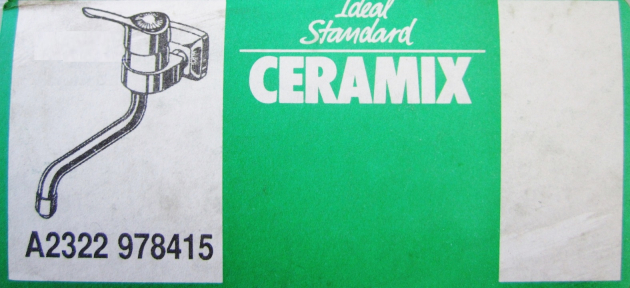 Ideal
Standard
CERAMIX
A2322 978415